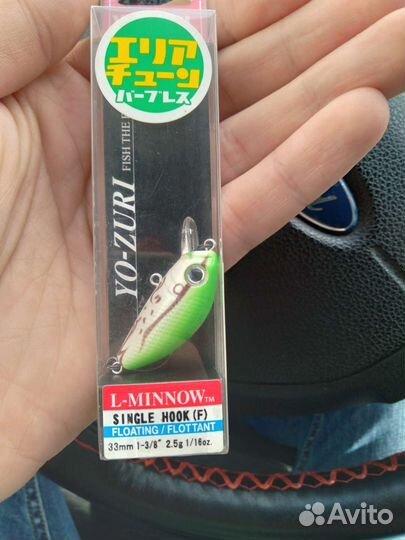 エリア
チューン
バーブレス
YO-ZURI
FISH THE
L-MINNOW™
SINGLE HOOK (F)
FLOATING / FLOTTANT
33mm 1-3/8" 2.5g 1/16oz.
Avito